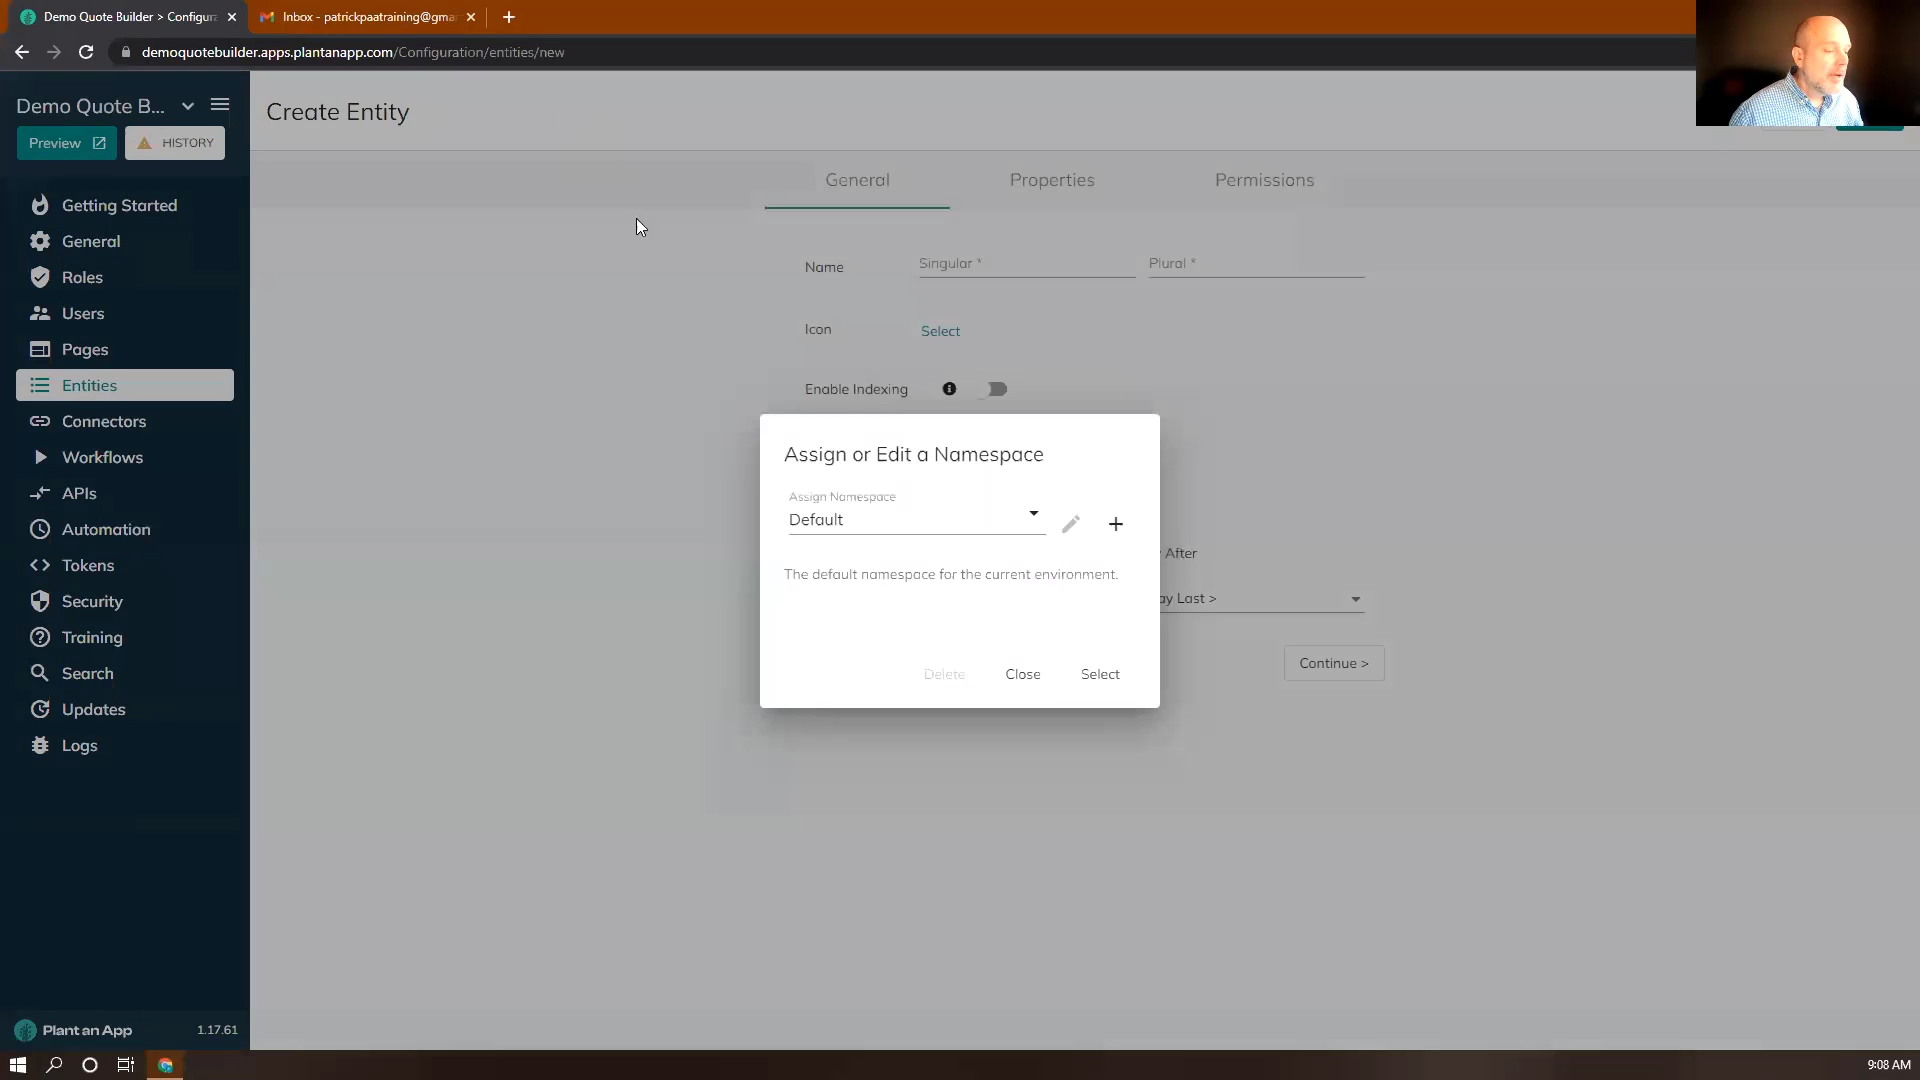 Demo Quote Builder > Configura
Inbox - patrickpaatraining@gma
demoquotebuilder.apps.plantanapp.com/Configuration/entities/new
Demo Quote B...
Preview
HISTORY
Getting Started
General
Roles
Users
Pages
Entities
Connectors
Workflows
APIs
Automation
Tokens
Security
Training
Search
Updates
Logs
Plant an App
1.17.61
Create Entity
General
Properties
Permissions
Name
Singular *
Plural *
Icon
Select
Enable Indexing
Assign or Edit a Namespace
Assign Namespace
Default
The default namespace for the current environment.
Delete
Close
Select
After
ay Last >
Continue >
9:08 AM